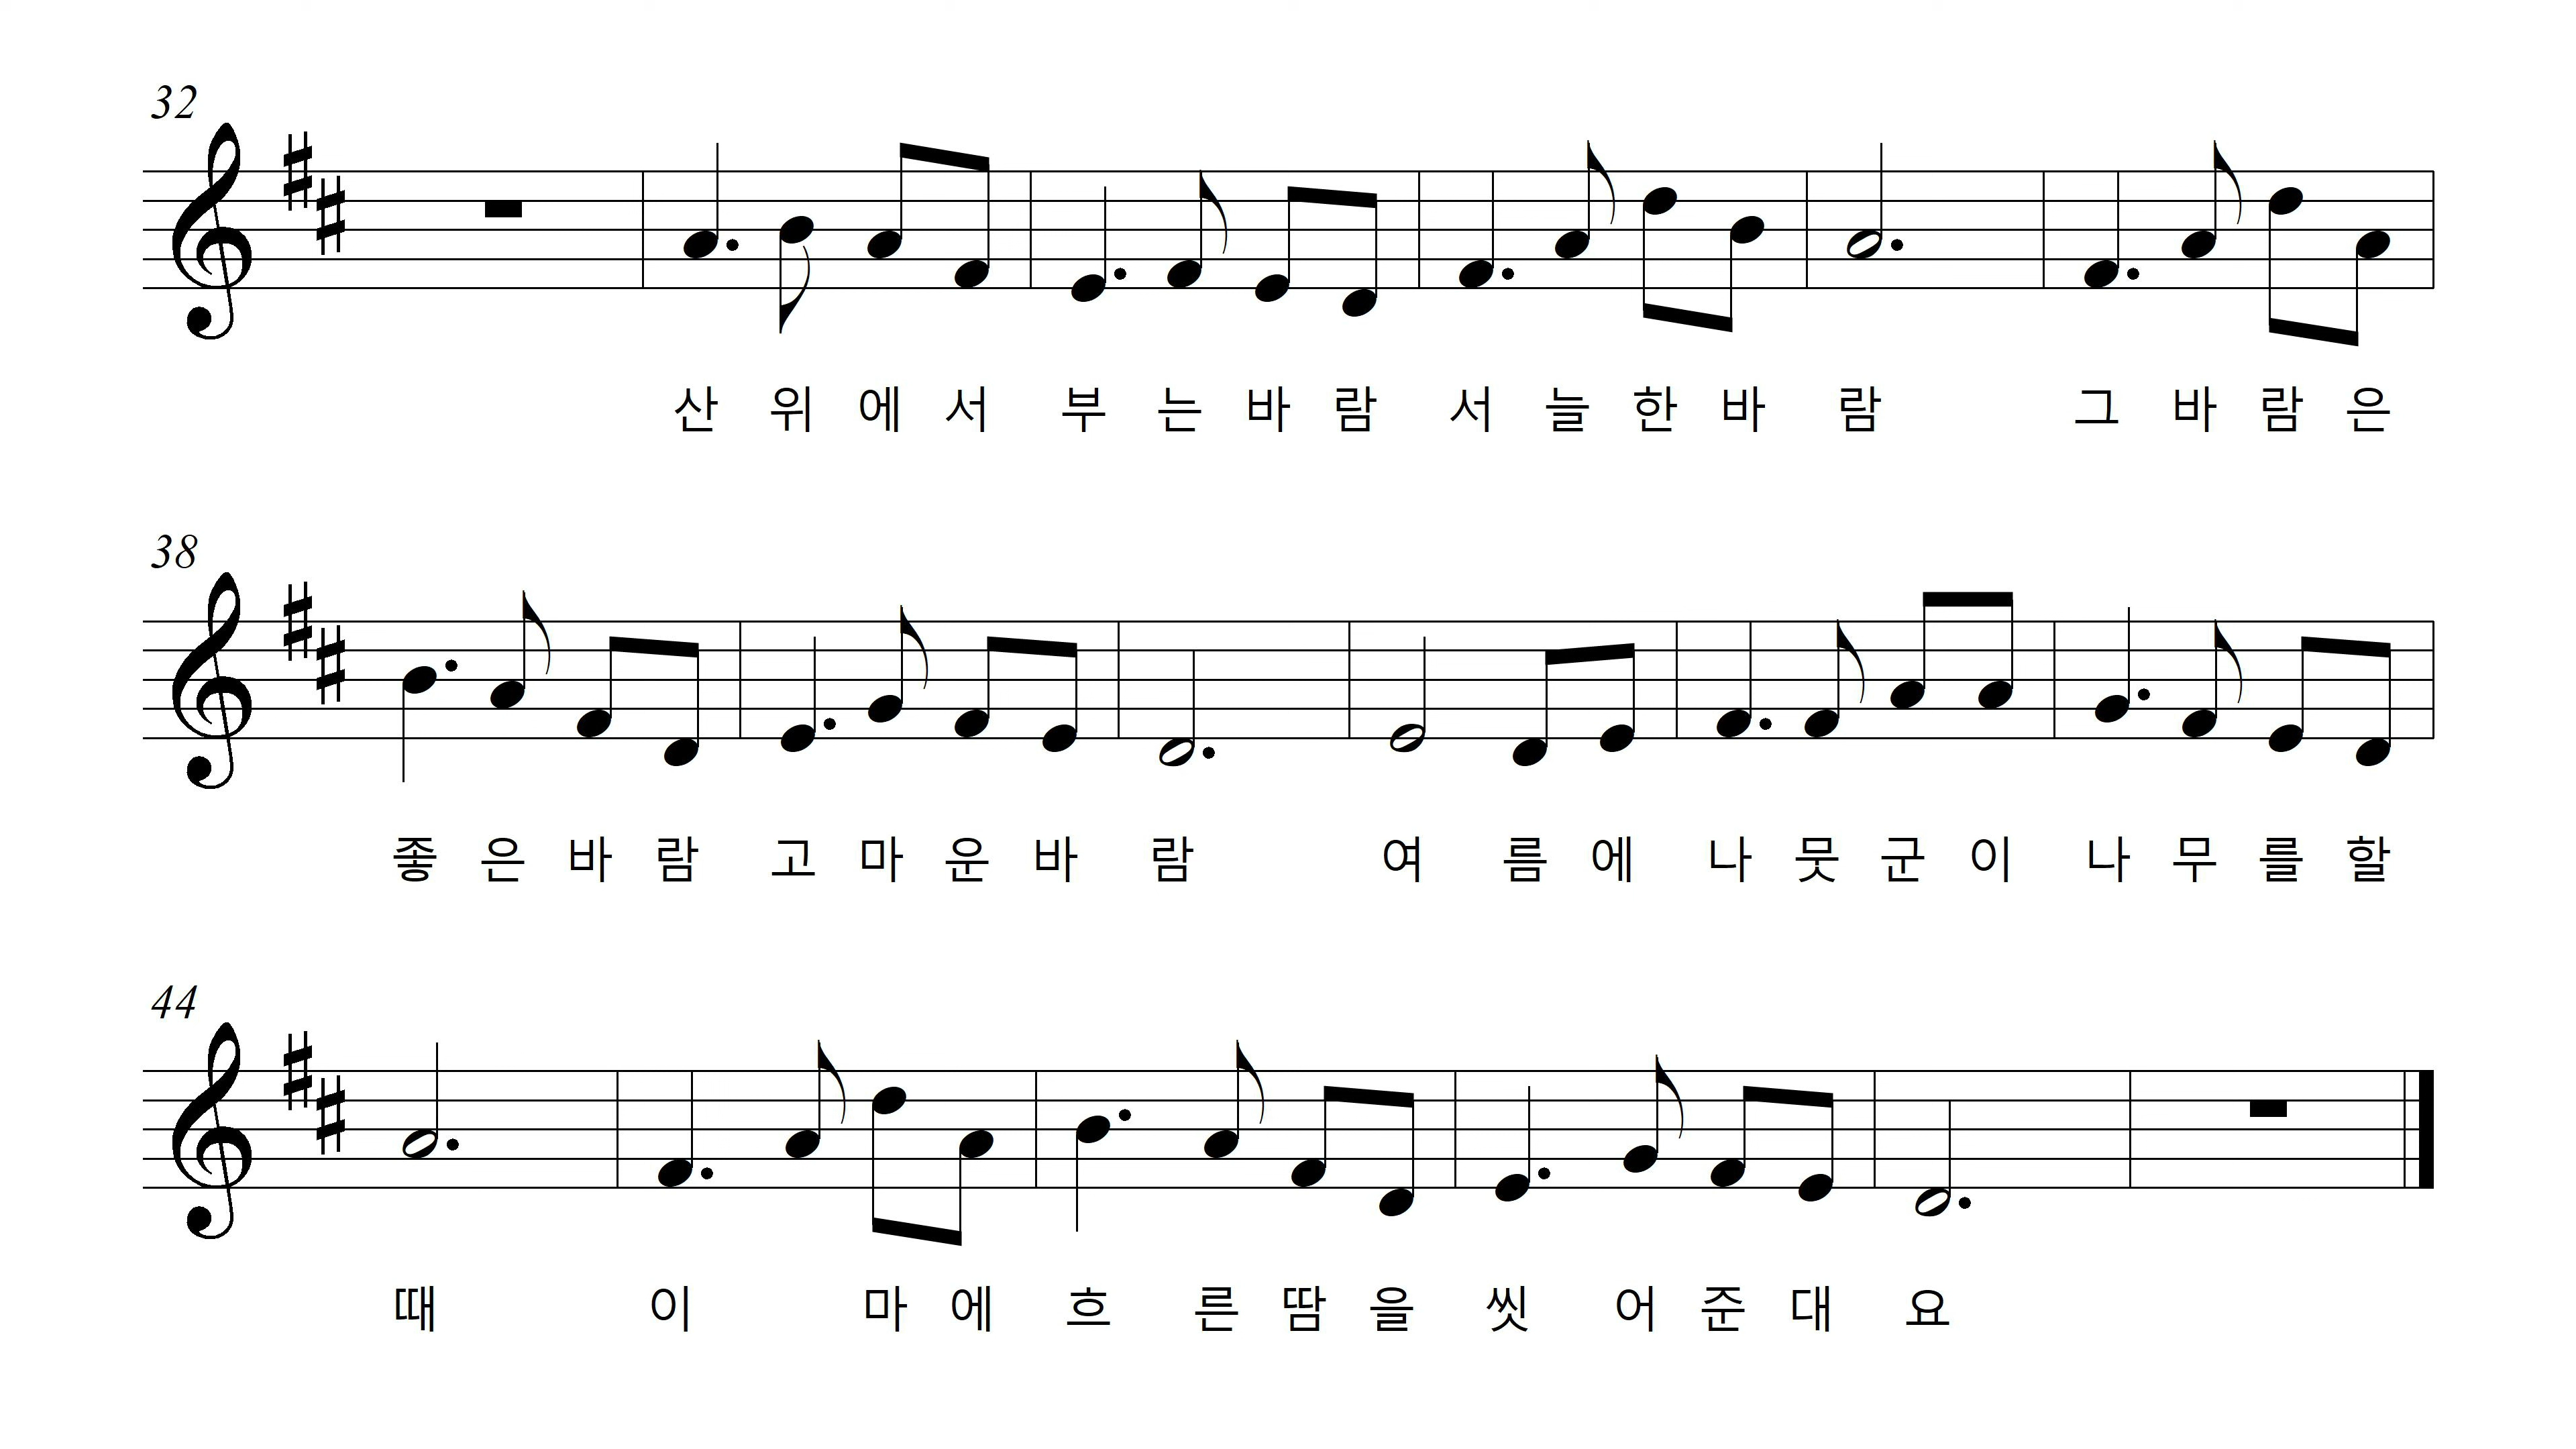 32
산 위 에 서 부 는 바 람 서 늘 한 바 람 그 바 람 은
38
좋 은 바 람 고 마 운 바 람 여 름 에 나 뭇 군 이 나 무 를 할
44
때 이 마 에 흐 른 땀 을 씻 어 준 대 요